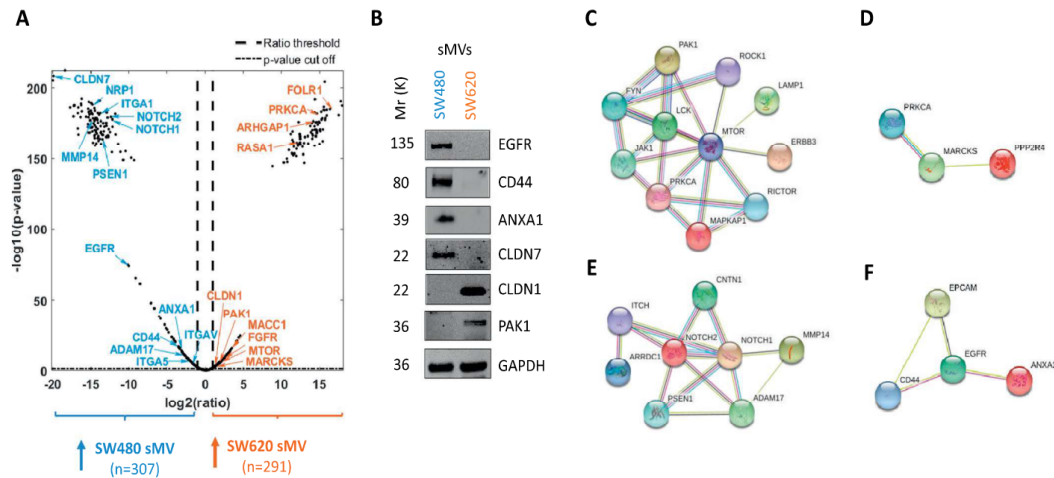 A
Ratio threshold
p-value cut off
-log10(p-value)
200
150
100
50
0
CLDN7
NRP1
ITGA1
NOTCH2
NOTCH1
MMP14
PSEN1
FOLR1
PRKCA
ARHGAP1
RASA1
EGFR
ANXA1
ITGAV
CD44
ADAM17
ITGA5
CLDN1
PAK1
MACC1
FGFR
MTOR
MARCKS
-20 -15 -10 -5 0 5 10 15
log2(ratio)
SW480 sMV
(n=307)
SW620 sMV
(n=291)
B
sMVs
Mr (K)
SW480
SW620
135 EGFR
80 CD44
39 ANXA1
22 CLDN7
22 CLDN1
36 PAK1
36 GAPDH
C
PAK1
ROCK1
FYN
LAMP1
LCK
MTOR
JAK1
ERBB3
PRKCA
RICTOR
MAPKAP1
D
PRKCA
MARCKS
PPP2R4
E
CNTN1
ITCH
NOTCH2
NOTCH1
MMP14
ARRDC1
PSEN1
ADAM17
F
EPCAM
EGFR
CD44